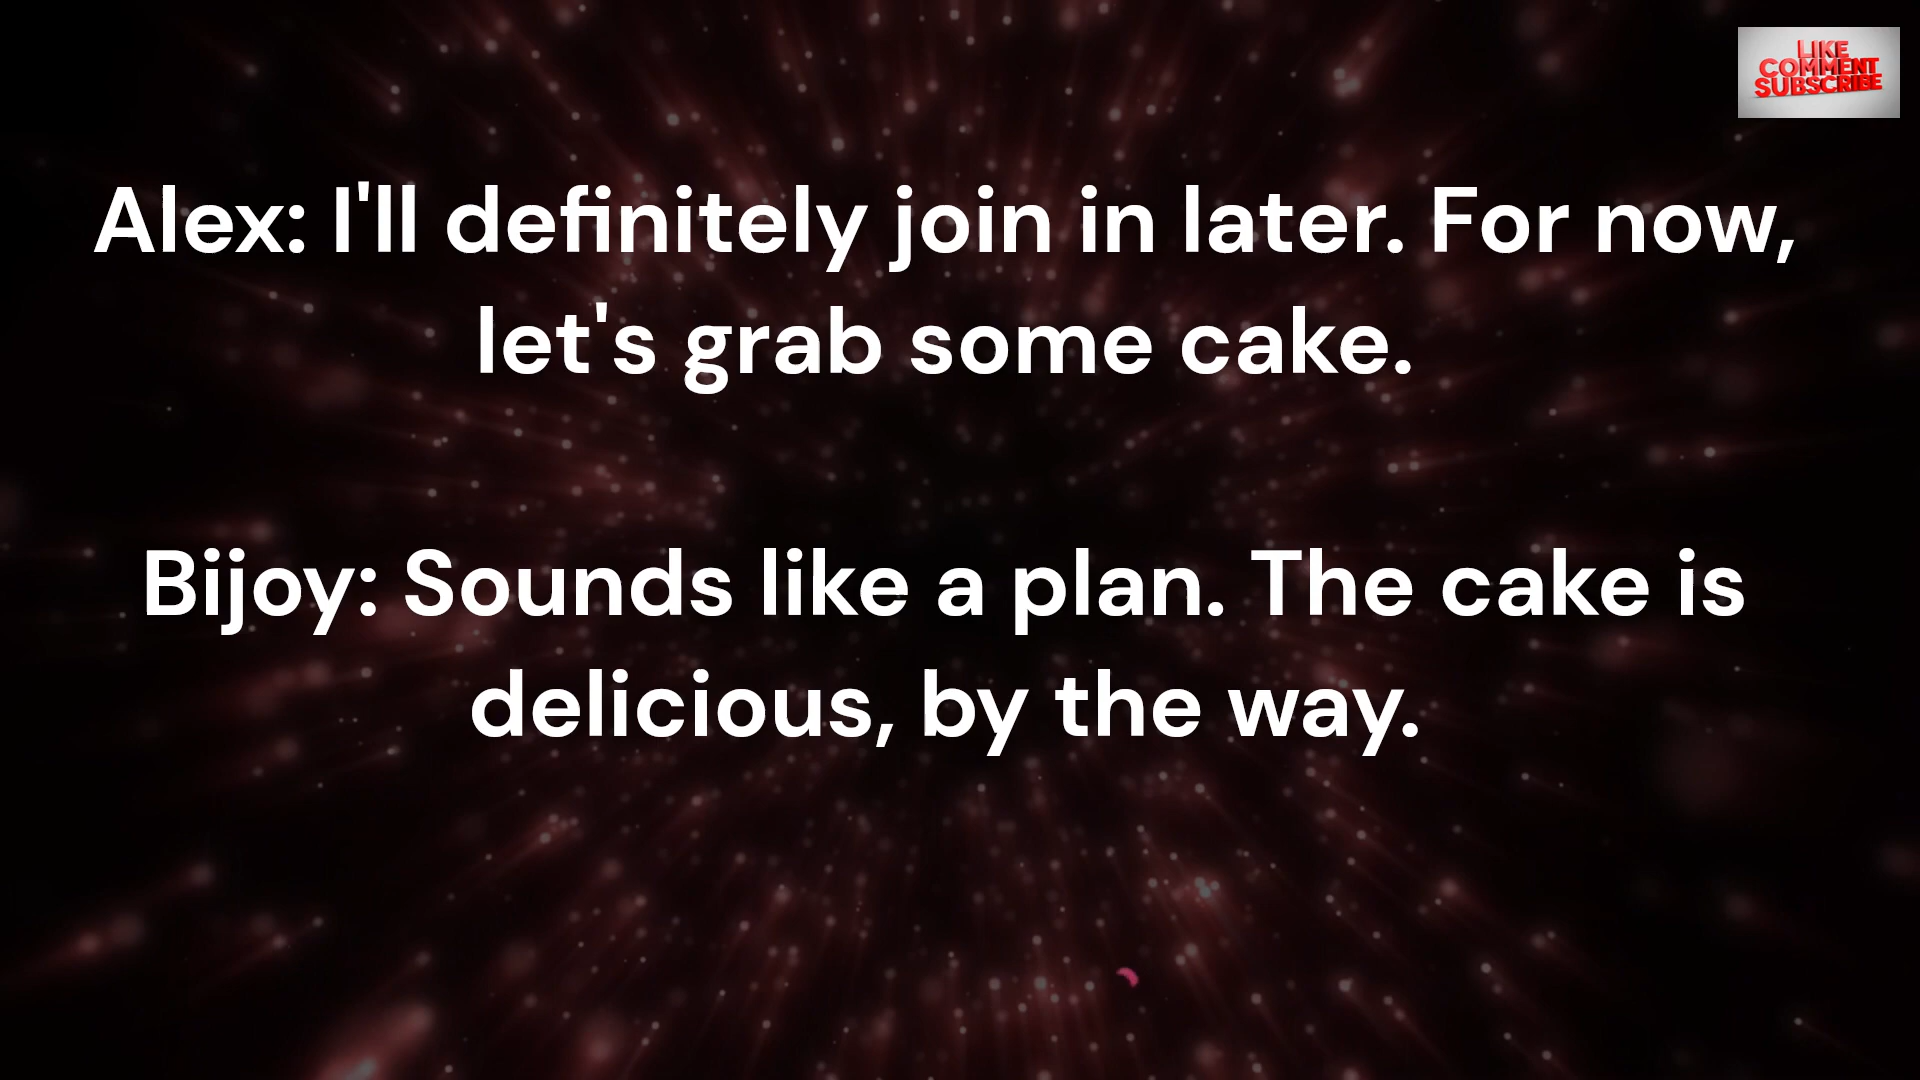 LIKE
COMMENT
SUBSCRIBE
Alex: I'll definitely join in later. For now,
let's grab some cake.
Bijoy: Sounds like a plan. The cake is
delicious, by the way.